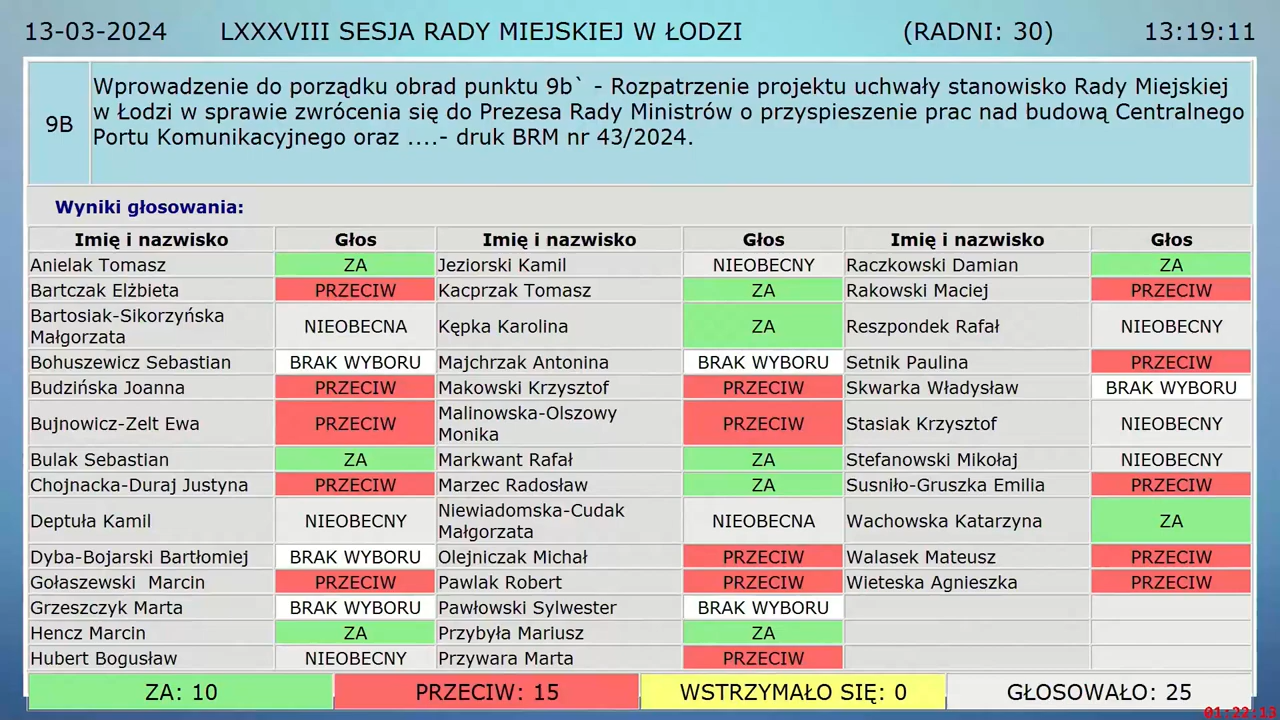 13-03-2024 LXXXVIII SESJA RADY MIEJSKIEJ W ŁODZI (RADNI: 30) 13:19:11
9B
Wprowadzenie do porządku obrad punktu 9b` - Rozpatrzenie projektu uchwały stanowisko Rady Miejskiej
w Łodzi w sprawie zwrócenia się do Prezesa Rady Ministrów o przyspieszenie prac nad budową Centralnego
Portu Komunikacyjnego oraz ....- druk BRM nr 43/2024.
Wyniki głosowania:
Imię i nazwisko Głos Imię i nazwisko Głos Imię i nazwisko Głos
Anielak Tomasz ZA Jeziorski Kamil NIEOBECNY Raczkowski Damian ZA
Bartczak Elżbieta PRZECIW Kacprzak Tomasz ZA Rakowski Maciej PRZECIW
Bartosiak-Sikorzyńska
Małgorzata NIEOBECNA Kępka Karolina ZA Reszpondek Rafał NIEOBECNY
Bohuszewicz Sebastian BRAK WYBORU Majchrzak Antonina BRAK WYBORU Setnik Paulina PRZECIW
Budzińska Joanna PRZECIW Makowski Krzysztof PRZECIW Skwarka Władysław BRAK WYBORU
Bujnowicz-Zelt Ewa PRZECIW Malinowska-Olszowy
Monika PRZECIW Stasiak Krzysztof NIEOBECNY
Bulak Sebastian ZA Markwant Rafał ZA Stefanowski Mikołaj NIEOBECNY
Chojnacka-Duraj Justyna PRZECIW Marzec Radosław ZA Susniło-Gruszka Emilia PRZECIW
Deptuła Kamil NIEOBECNY Niewiadomska-Cudak
Małgorzata NIEOBECNA Wachowska Katarzyna ZA
Dyba-Bojarski Bartłomiej BRAK WYBORU Olejniczak Michał PRZECIW Walasek Mateusz PRZECIW
Gołaszewski  Marcin PRZECIW Pawlak Robert PRZECIW Wieteska Agnieszka PRZECIW
Grzeszczyk Marta BRAK WYBORU Pawłowski Sylwester BRAK WYBORU
Hencz Marcin ZA Przybyła Mariusz ZA
Hubert Bogusław NIEOBECNY Przywara Marta PRZECIW
ZA: 10 PRZECIW: 15 WSTRZYMAŁO SIĘ: 0 GŁOSOWAŁO: 25
01:22:13